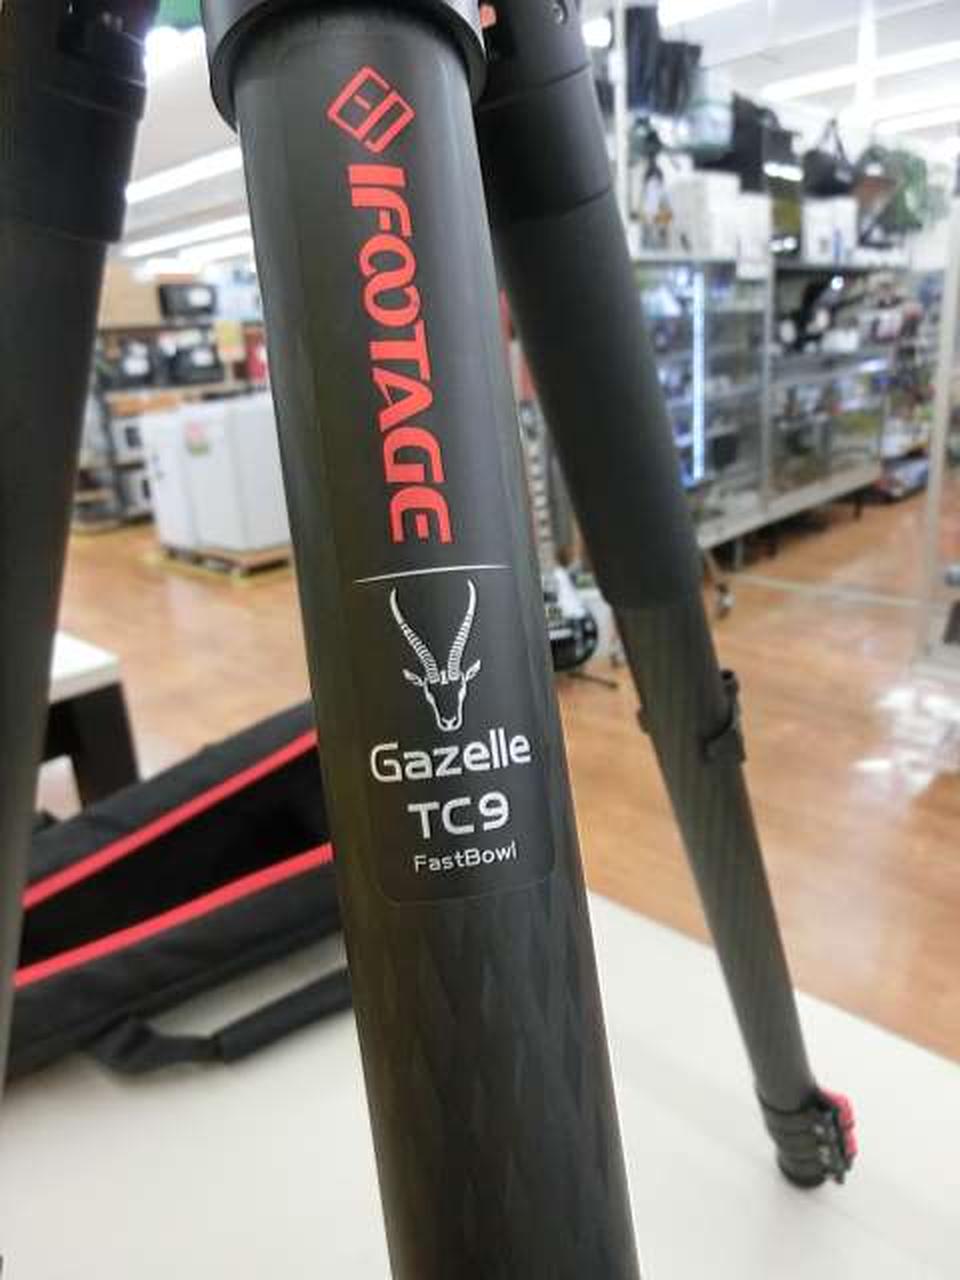 IFOOTAGE
Gazelle
TC9
FastBowl